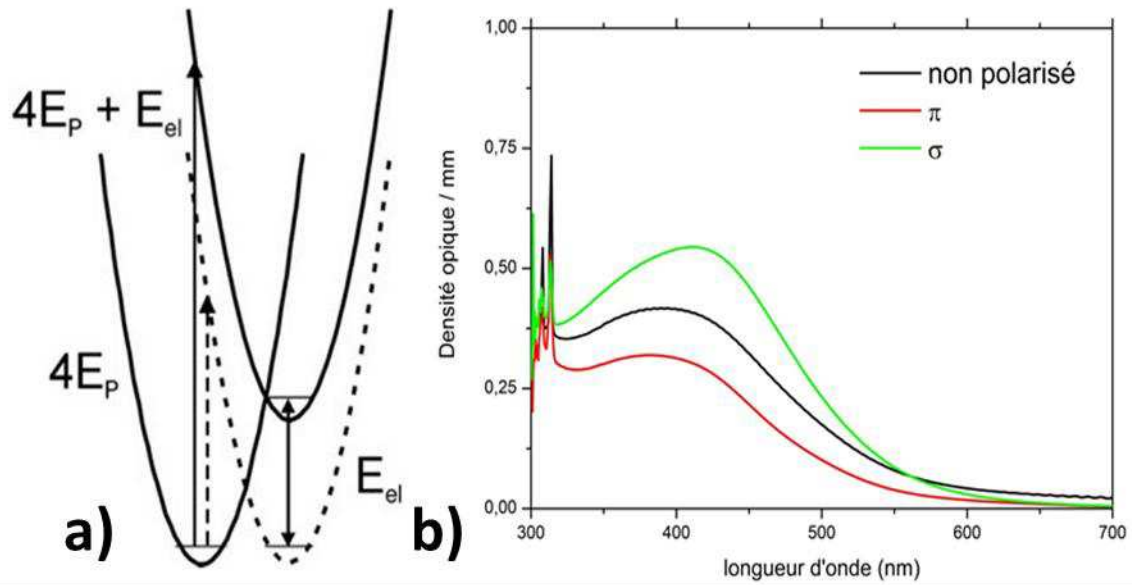 4E_P + E_el
4E_P
E_el
a)
b)
1,00
0,75
0,50
0,25
0,00
Densité opique / mm
non polarisé
π
σ
300
400
500
600
700
longueur d'onde (nm)